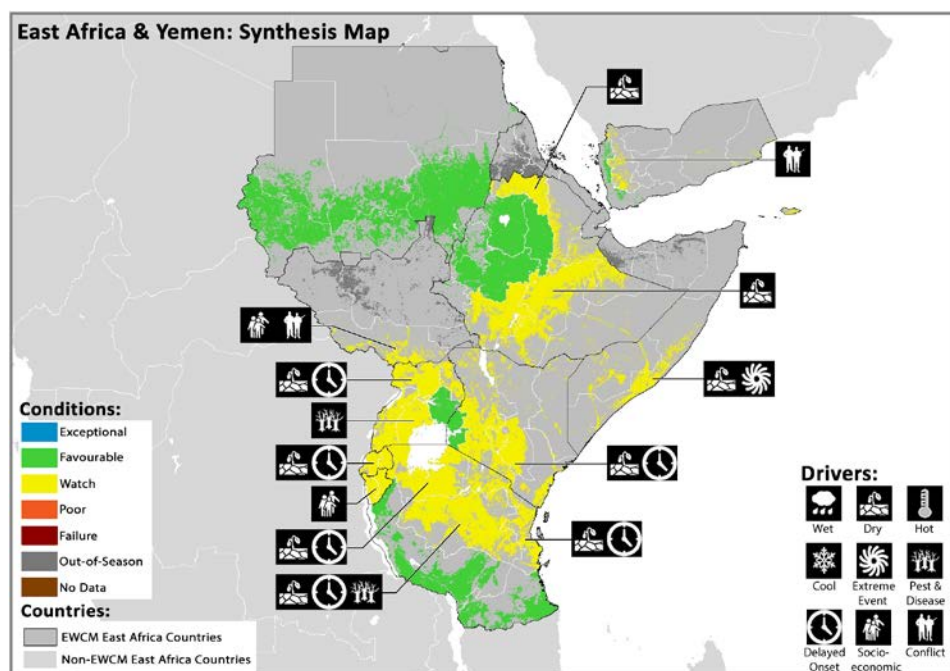 East Africa & Yemen: Synthesis Map
Conditions:
Exceptional
Favourable
Watch
Poor
Failure
Out-of-Season
No Data
Countries:
EWCM East Africa Countries
Non-EWCM East Africa Countries
Drivers:
Wet
Dry
Hot
Cool
Extreme
Event
Pest &
Disease
Delayed
Onset
Socio-
economic
Conflict